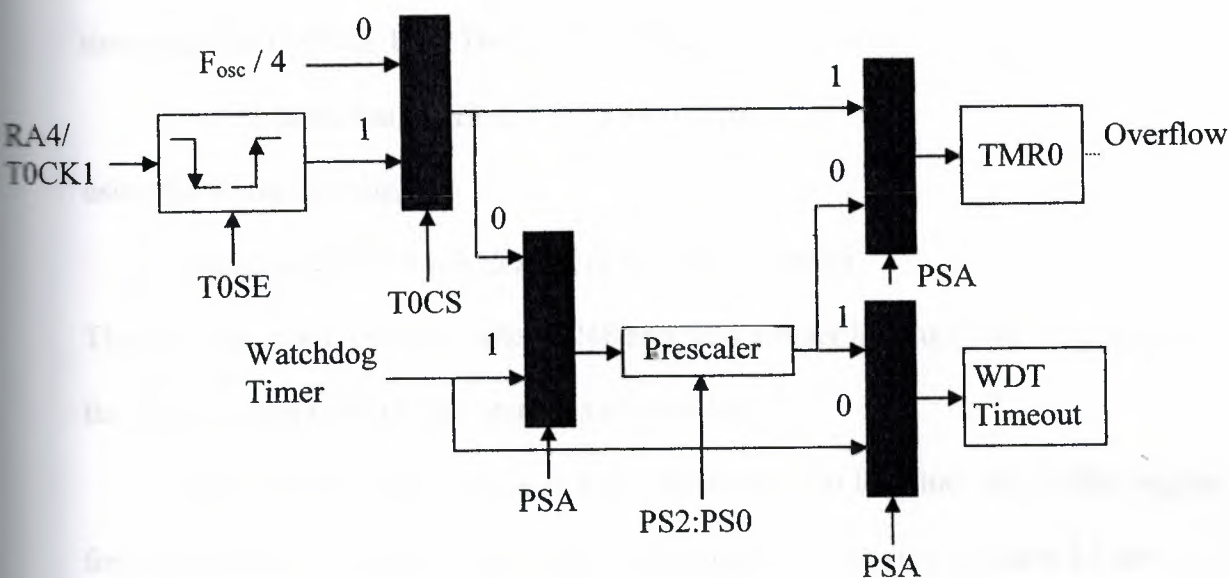 0
F_osc / 4
1
RA4/
T0CK1
T0SE
T0CS
0
1
Watchdog
Timer
PSA
Prescaler
PS2:PS0
1
0
TMR0
Overflow
PSA
1
0
WDT
Timeout
PSA